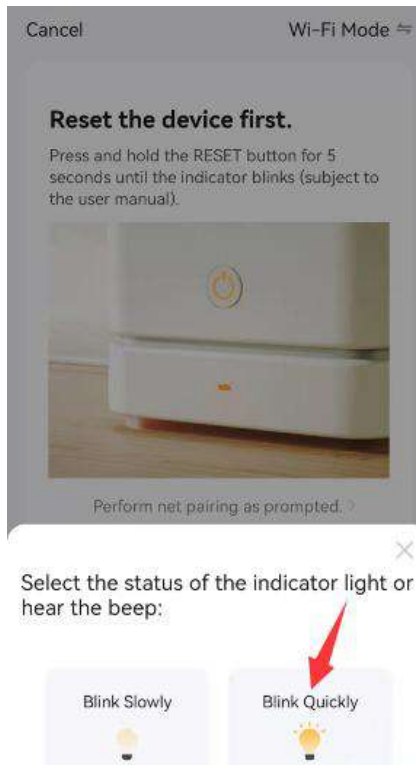 Cancel
Wi-Fi Mode
Reset the device first.
Press and hold the RESET button for 5
seconds until the indicator blinks (subject to
the user manual).
Perform net pairing as prompted.
Select the status of the indicator light or
hear the beep:
Blink Slowly
Blink Quickly